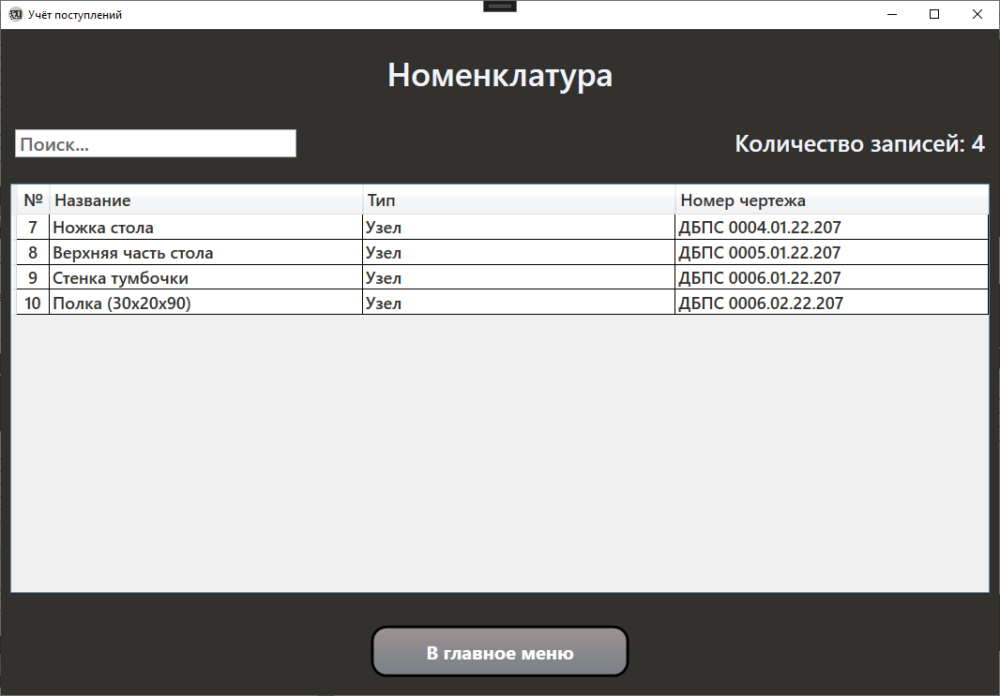 Учёт поступлений
Номенклатура
Поиск...
Количество записей: 4
№ Название Тип Номер чертежа
7 Ножка стола Узел ДБПС 0004.01.22.207
8 Верхняя часть стола Узел ДБПС 0005.01.22.207
9 Стенка тумбочки Узел ДБПС 0006.01.22.207
10 Полка (30x20x90) Узел ДБПС 0006.02.22.207
В главное меню